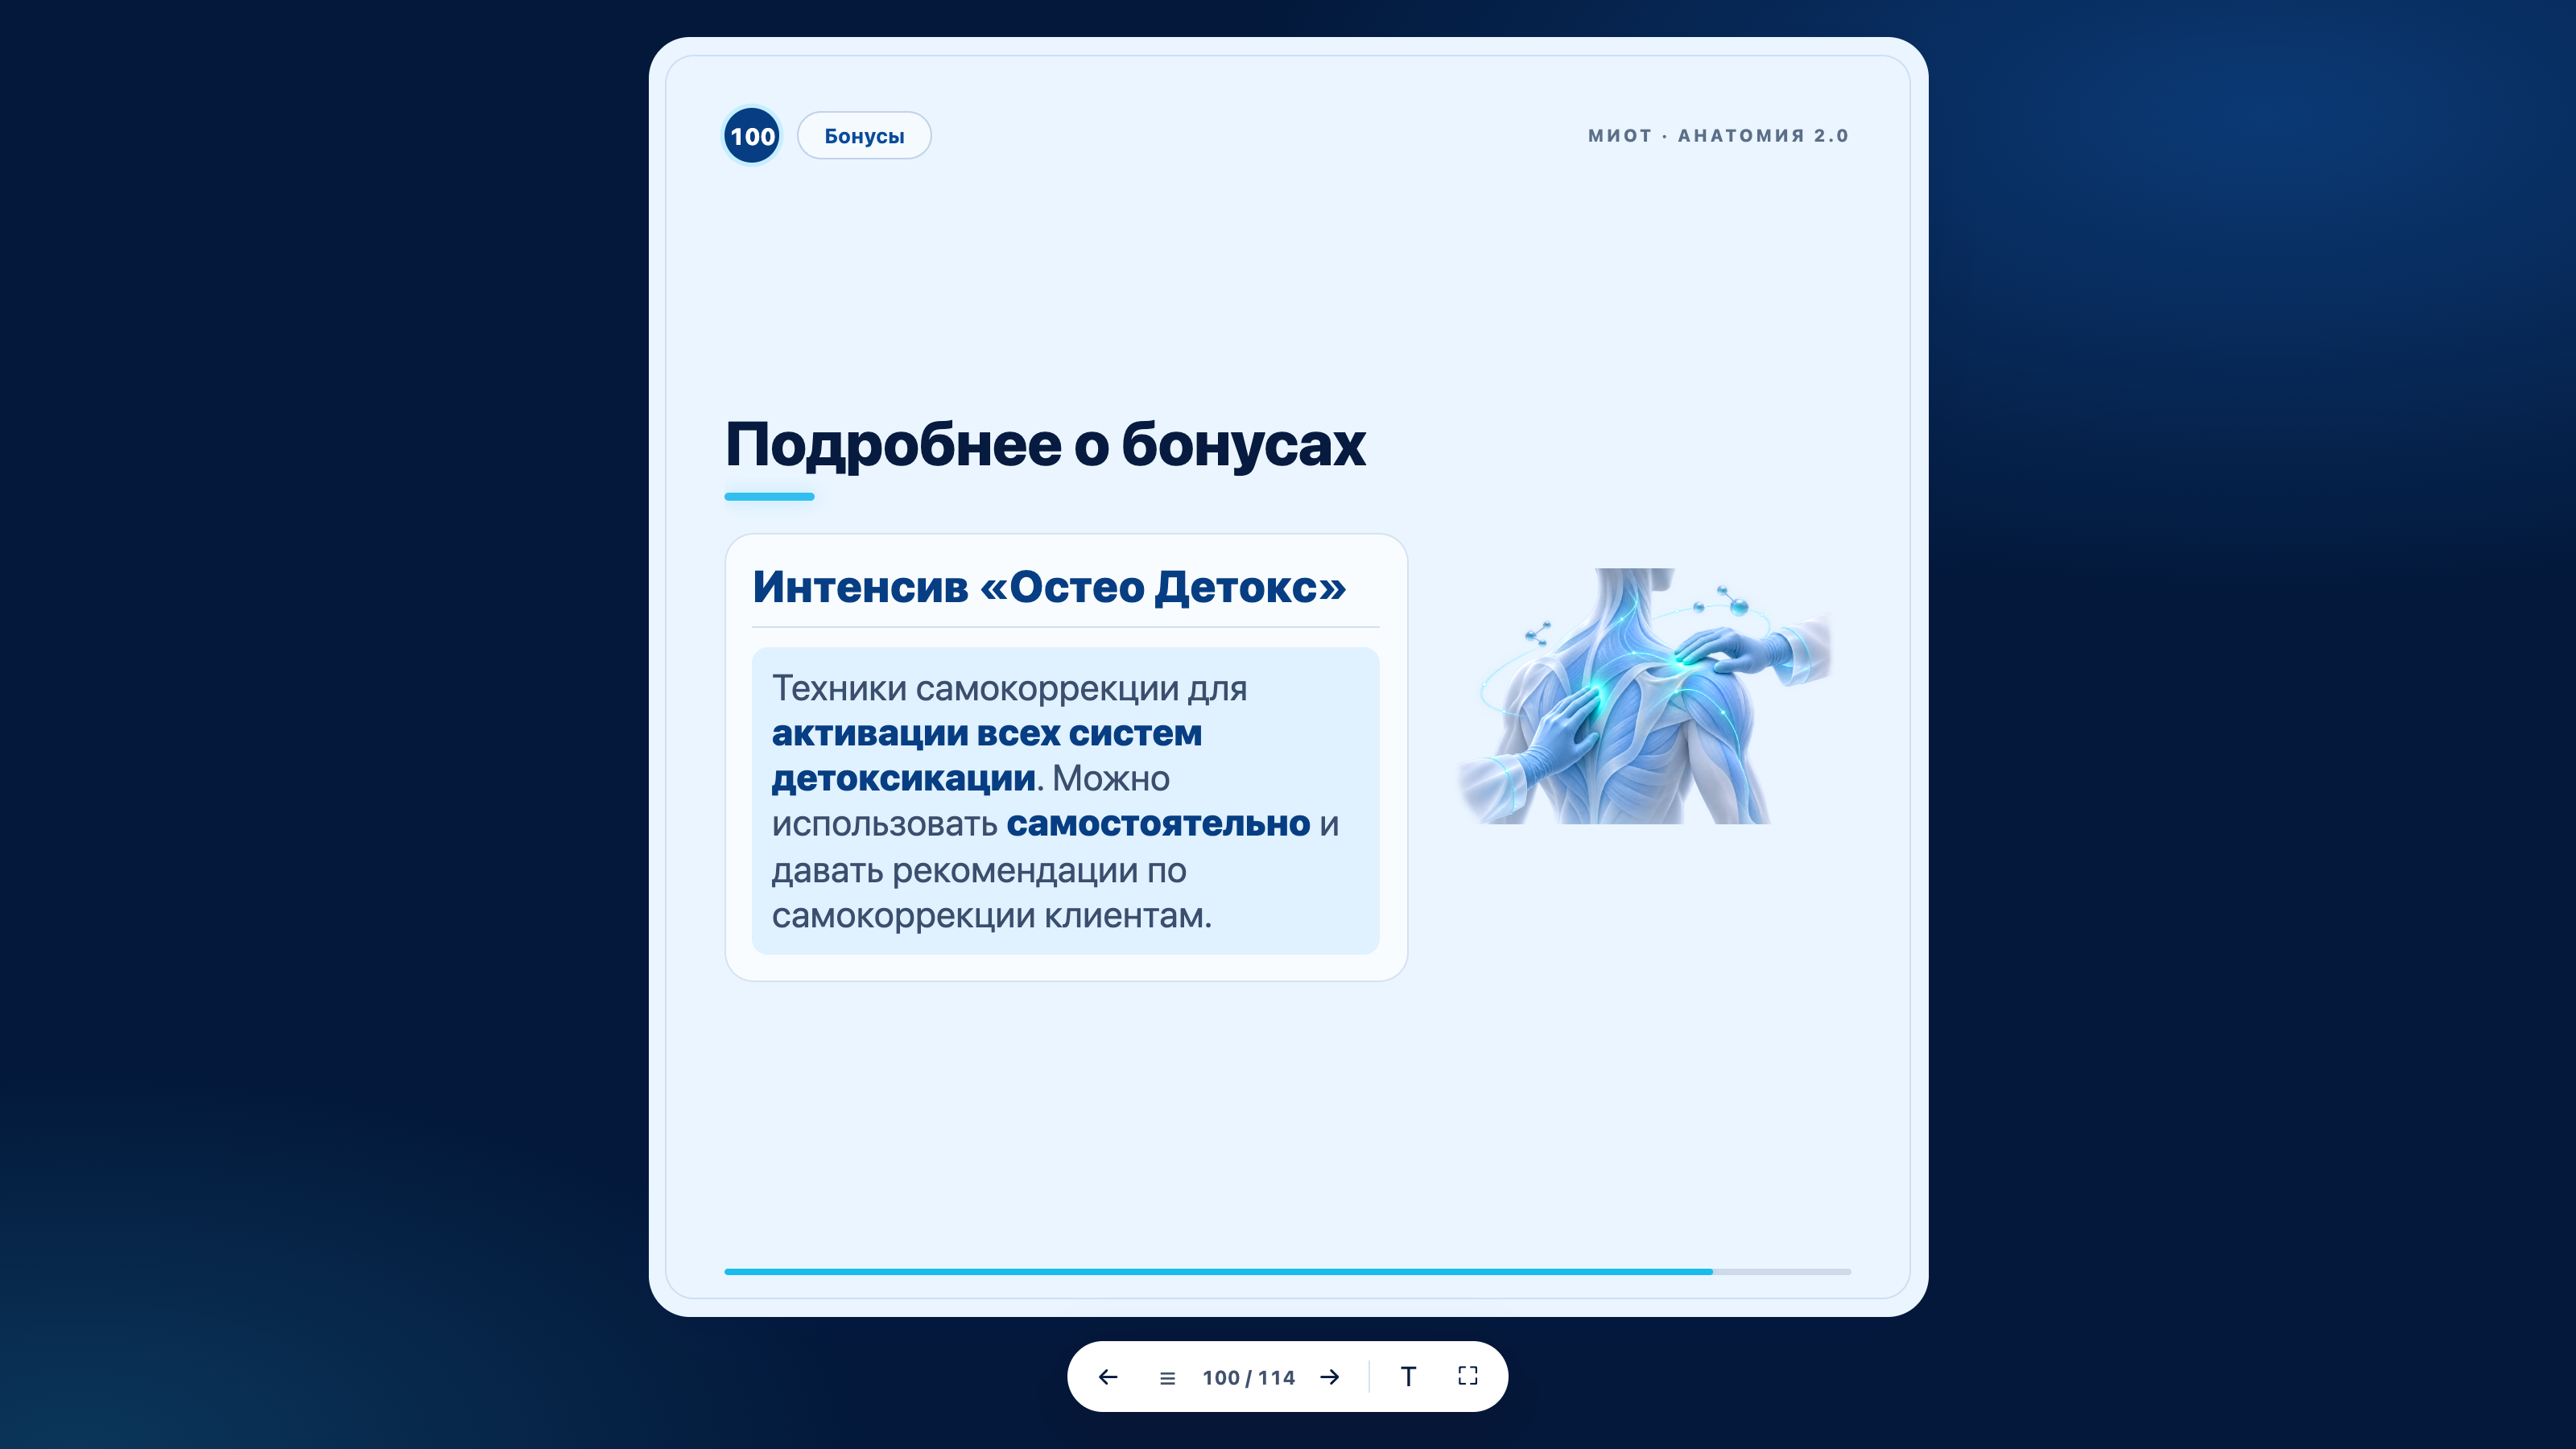 100
Бонусы
МИОТ · АНАТОМИЯ 2.0
Подробнее о бонусах
Интенсив «Остео Детокс»
Техники самокоррекции для
активации всех систем
детоксикации. Можно
использовать самостоятельно и
давать рекомендации по
самокоррекции клиентам.
100 / 114
T